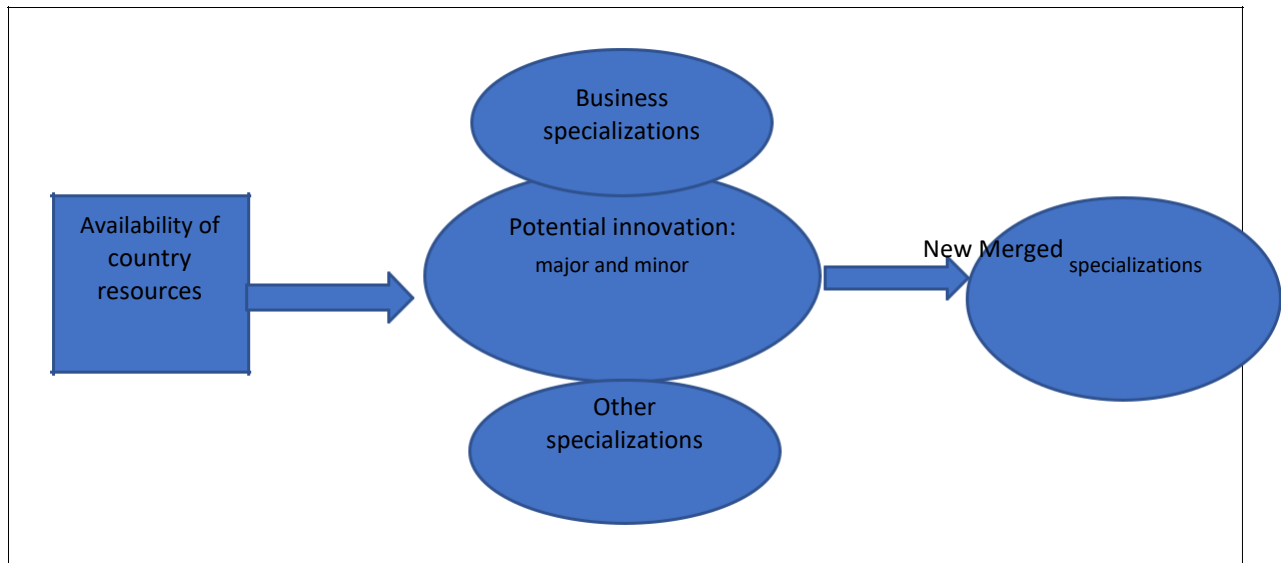 Availability of
country
resources
Business
specializations
Potential innovation:
major and minor
Other
specializations
New Merged specializations